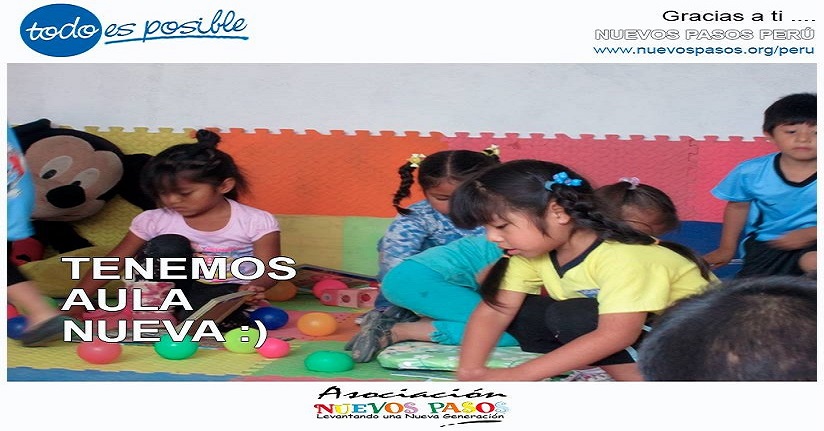 todo es posible
Gracias a ti ....
NUEVOS PASOS PERÚ
www.nuevospasos.org/peru
TENEMOS
AULA
NUEVA :)
Asociación
NUEVOS PASOS
Levantando una Nueva Generación